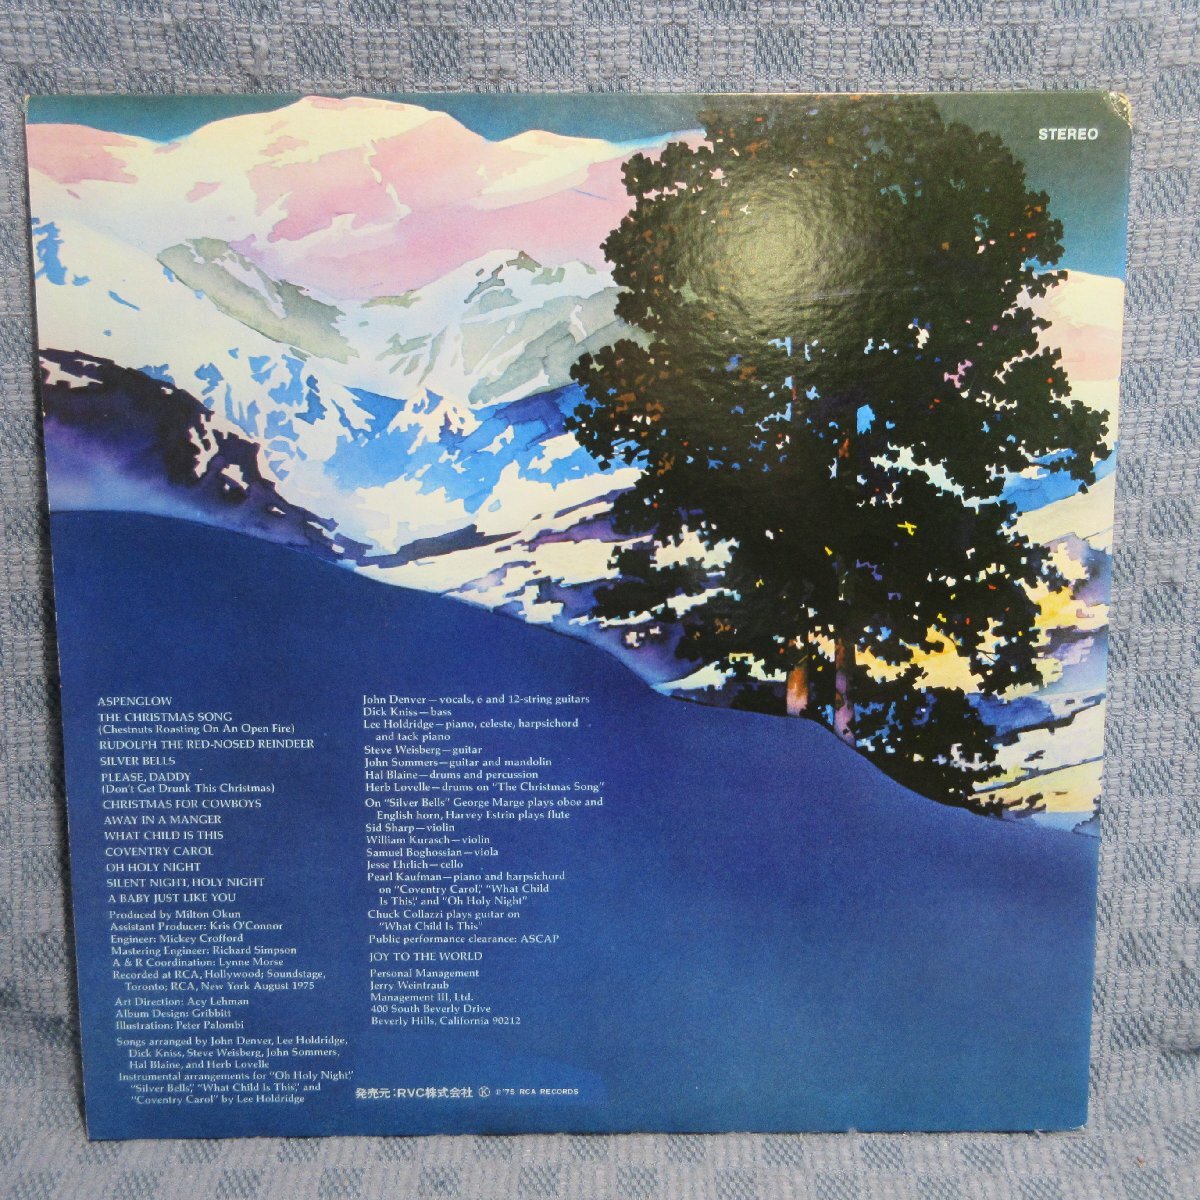 STEREO
ASPENGLOW
THE CHRISTMAS SONG
(Chestnuts Roasting On An Open Fire)
RUDOLPH THE RED-NOSED REINDEER
SILVER BELLS
PLEASE, DADDY
(Don't Get Drunk This Christmas)
CHRISTMAS FOR COWBOYS
AWAY IN A MANGER
WHAT CHILD IS THIS
COVENTRY CAROL
OH HOLY NIGHT
SILENT NIGHT, HOLY NIGHT
A BABY JUST LIKE YOU
Produced by Milton Okun
Assistant Producer: Kris O'Connor
Engineer: Mickey Crofford
Mastering Engineer: Richard Simpson
A & R Coordination: Lynne Morse
Recorded at RCA, Hollywood; Soundstage,
Toronto; RCA, New York August 1975
Art Direction: Acy Lehman
Album Design: Gribbitt
Illustration: Peter Palombi
Songs arranged by John Denver, Lee Holdridge,
Dick Kniss, Steve Weisberg, John Sommers,
Hal Blaine, and Herb Lovelle
Instrumental arrangements for "Oh Holy Night,"
"Silver Bells," "What Child Is This," and
"Coventry Carol" by Lee Holdridge
John Denver—vocals, 6 and 12-string guitars
Dick Kniss—bass
Lee Holdridge—piano, celeste, harpsichord
and tack piano
Steve Weisberg—guitar
John Sommers—guitar and mandolin
Hal Blaine—drums and percussion
Herb Lovelle—drums on "The Christmas Song"
On "Silver Bells" George Marge plays oboe and
English horn, Harvey Estrin plays flute
Sid Sharp—violin
William Kurasch—violin
Samuel Boghossian—viola
Jesse Ehrlich—cello
Pearl Kaufman—piano and harpsichord
on "Coventry Carol," "What Child
Is This," and "Oh Holy Night"
Chuck Collazzi plays guitar on
"What Child Is This"
Public performance clearance: ASCAP
JOY TO THE WORLD
Personal Management
Jerry Weintraub
Management III, Ltd.
400 South Beverly Drive
Beverly Hills, California 90212
発売元：RVC株式会社 Ⓚ ℗ '75 RCA RECORDS